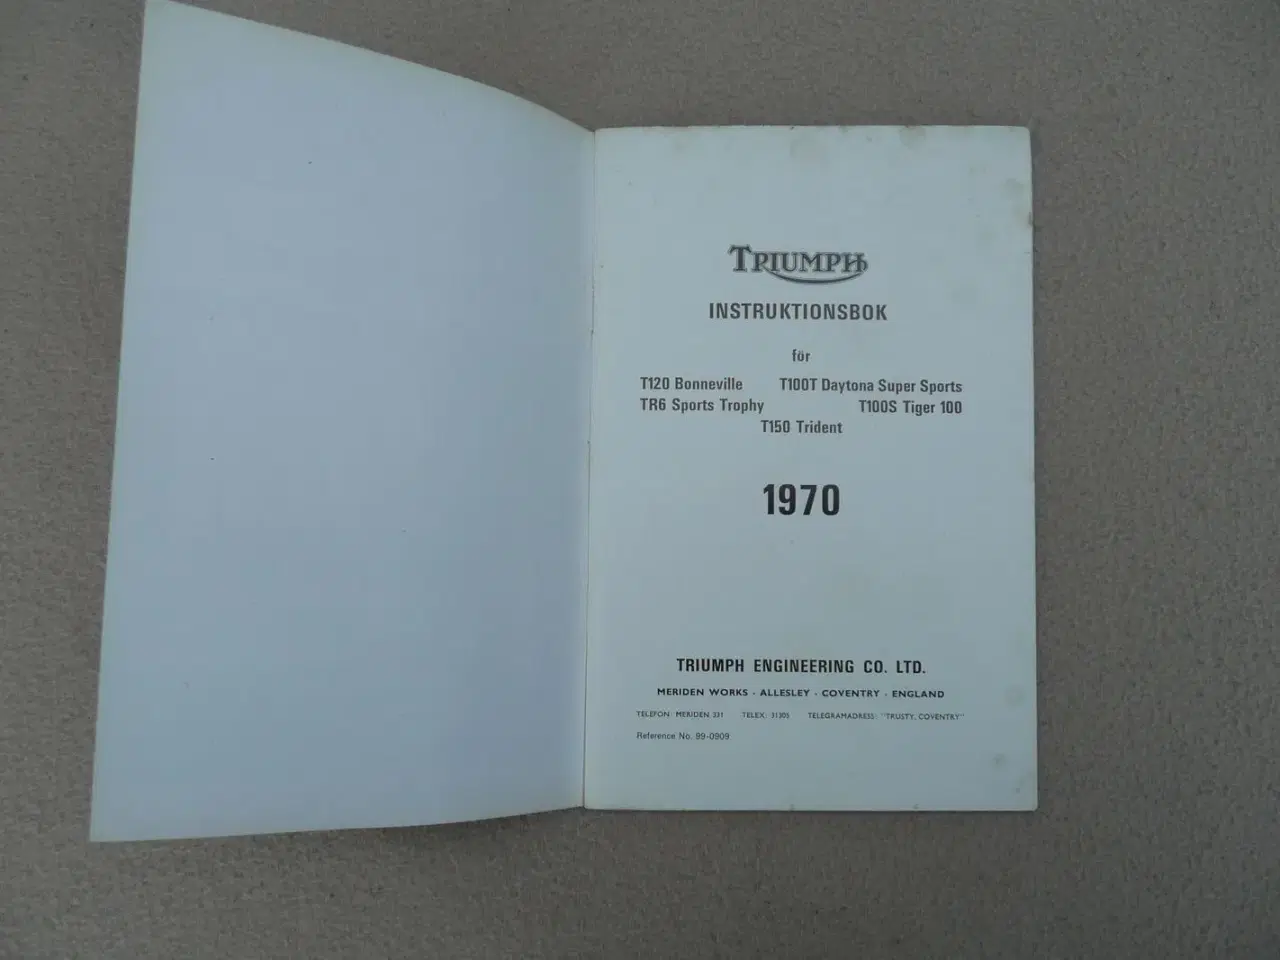 TRIUMPH
INSTRUKTIONSBOK
för
T120 Bonneville T100T Daytona Super Sports
TR6 Sports Trophy T100S Tiger 100
T150 Trident
1970
TRIUMPH ENGINEERING CO. LTD.
MERIDEN WORKS · ALLESLEY · COVENTRY · ENGLAND
TELEFON: MERIDEN 331 TELEX: 31305 TELEGRAMADRESS: "TRUSTY, COVENTRY"
Reference No. 99-0909